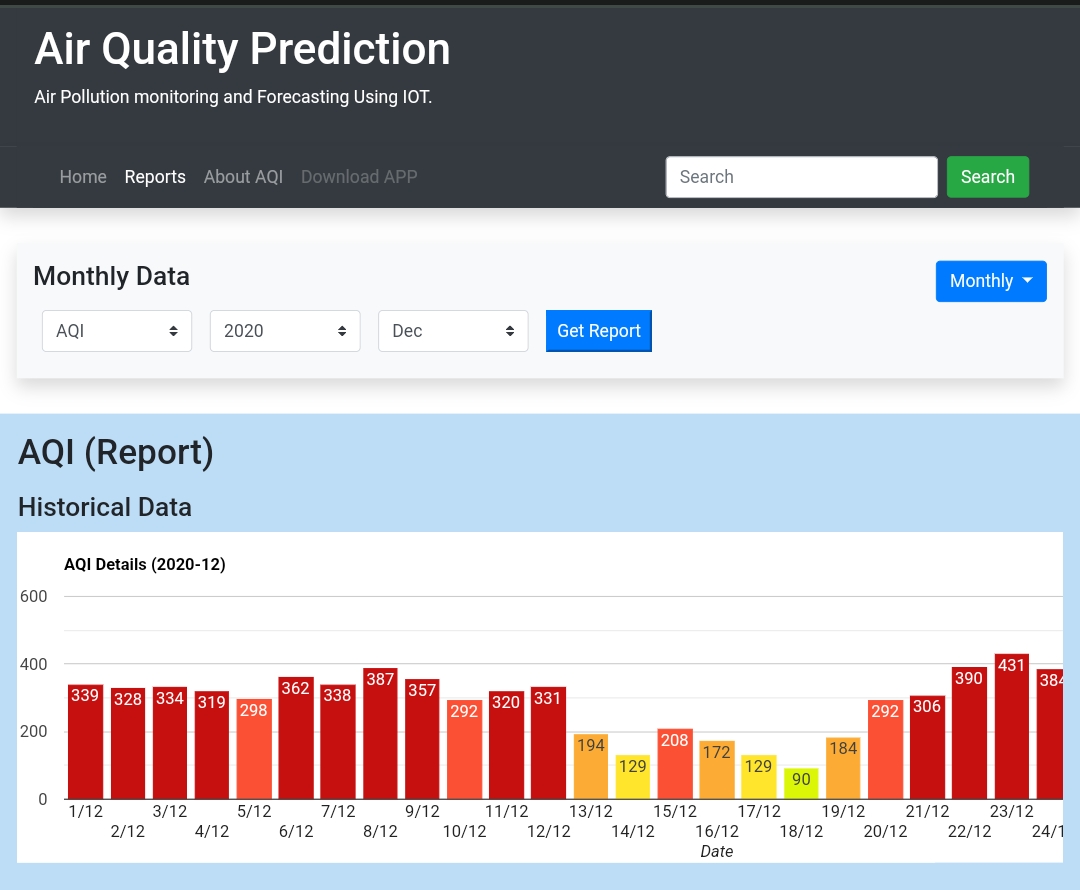 Air Quality Prediction
Air Pollution monitoring and Forecasting Using IOT.
Home Reports About AQI Download APP Search Search
Monthly Data Monthly
AQI 2020 Dec Get Report
AQI (Report)
Historical Data
AQI Details (2020-12)
600
400
200
0
339 328 334 319 298 362 338 387 357 292 320 331 194 129 208 172 129 90 184 292 306 390 431 384
1/12 3/12 5/12 7/12 9/12 11/12 13/12 15/12 17/12 19/12 21/12 23/12
2/12 4/12 6/12 8/12 10/12 12/12 14/12 16/12 18/12 20/12 22/12 24/1
Date